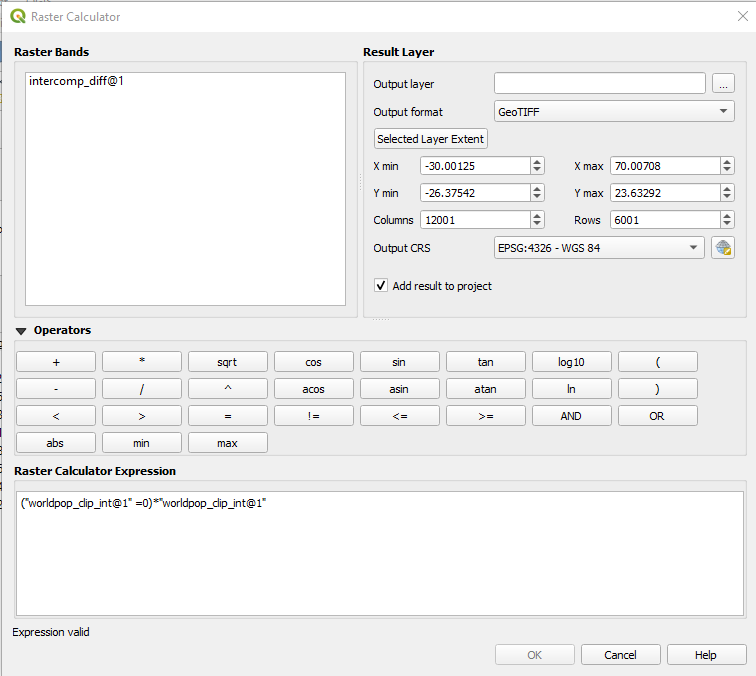 Raster Calculator
Raster Bands
intercomp_diff@1
Result Layer
Output layer
...
Output format GeoTIFF
Selected Layer Extent
X min -30.00125 X max 70.00708
Y min -26.37542 Y max 23.63292
Columns 12001 Rows 6001
Output CRS EPSG:4326 - WGS 84
Add result to project
Operators
+ * sqrt cos sin tan log10 (
- / ^ acos asin atan ln )
< > = != <= >= AND OR
abs min max
Raster Calculator Expression
("worldpop_clip_int@1" =0)*"worldpop_clip_int@1"
Expression valid
OK Cancel Help